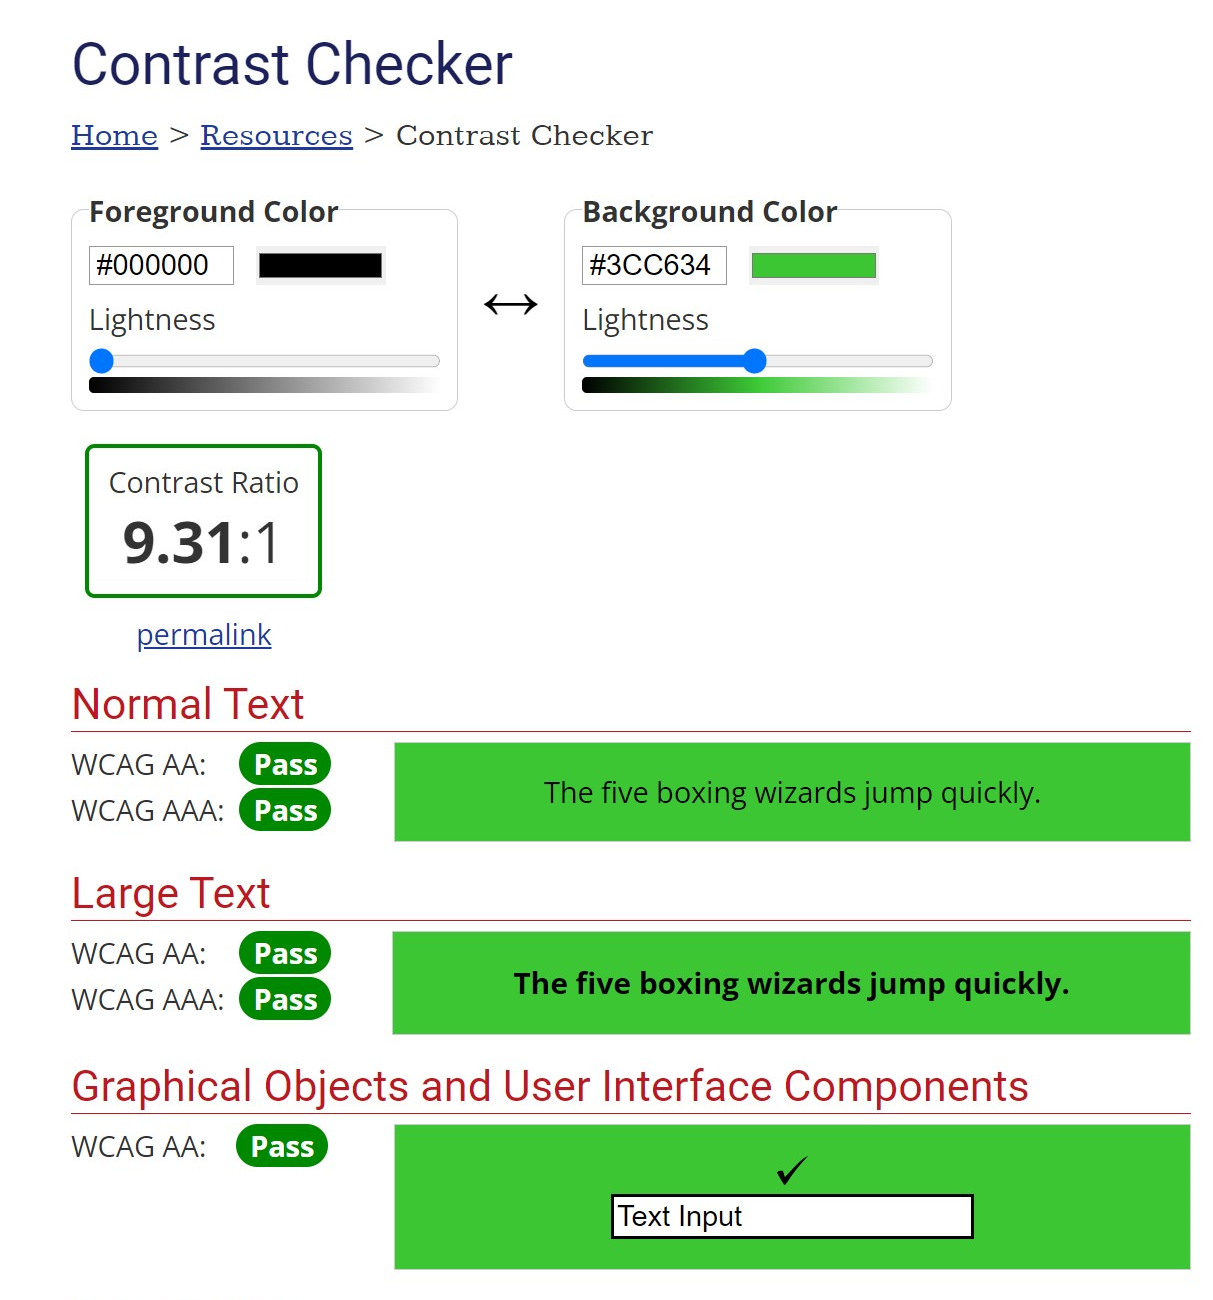 Contrast Checker
Home > Resources > Contrast Checker
Foreground Color
#000000
Lightness
Background Color
#3CC634
Lightness
Contrast Ratio
9.31:1
permalink
Normal Text
WCAG AA: Pass
WCAG AAA: Pass
The five boxing wizards jump quickly.
Large Text
WCAG AA: Pass
WCAG AAA: Pass
The five boxing wizards jump quickly.
Graphical Objects and User Interface Components
WCAG AA: Pass
Text Input